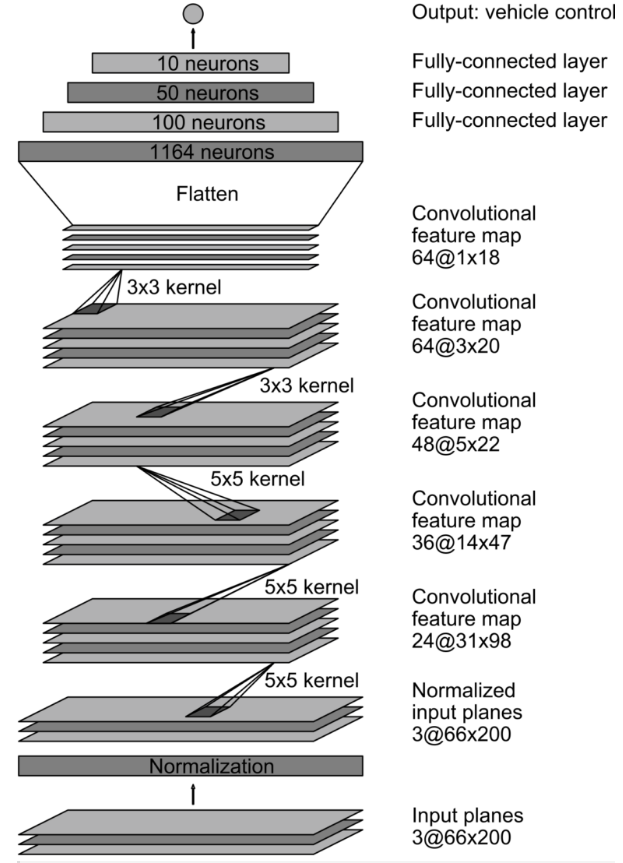 Output: vehicle control
10 neurons
Fully-connected layer
50 neurons
Fully-connected layer
100 neurons
Fully-connected layer
1164 neurons
Flatten
Convolutional
feature map
64@1x18
3x3 kernel
Convolutional
feature map
64@3x20
3x3 kernel
Convolutional
feature map
48@5x22
5x5 kernel
Convolutional
feature map
36@14x47
5x5 kernel
Convolutional
feature map
24@31x98
5x5 kernel
Normalized
input planes
3@66x200
Normalization
Input planes
3@66x200